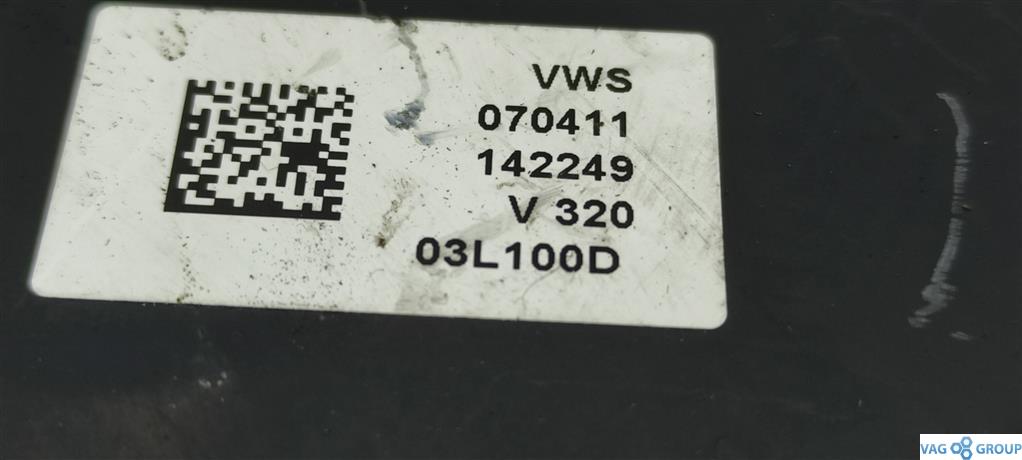 VWS
070411
142249
V 320
03L100D
VAG GROUP